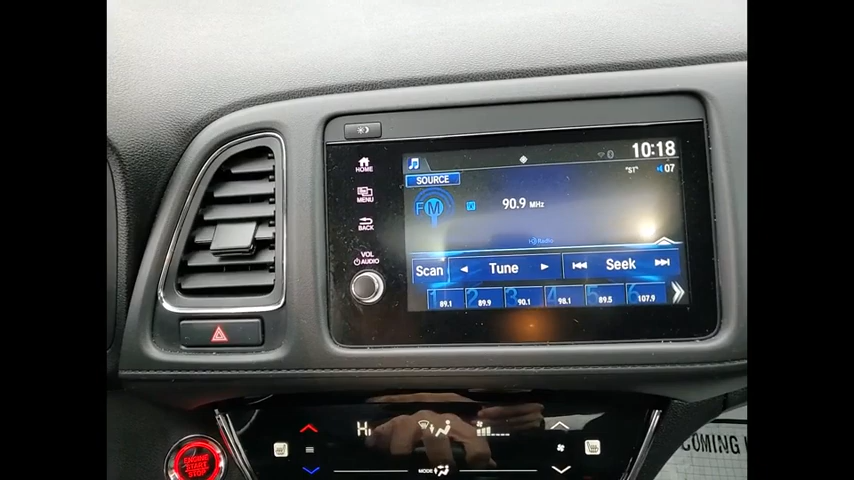 10:18
HOME
"ST"
07
SOURCE
MENU
FM
90.9 MHz
BACK
HD Radio
VOL
AUDIO
Scan
Tune
Seek
1 89.1
2 89.9
3 90.1
4 98.1
5 89.5
6 107.9
Hi
MODE
ENGINE
START
STOP
COMING